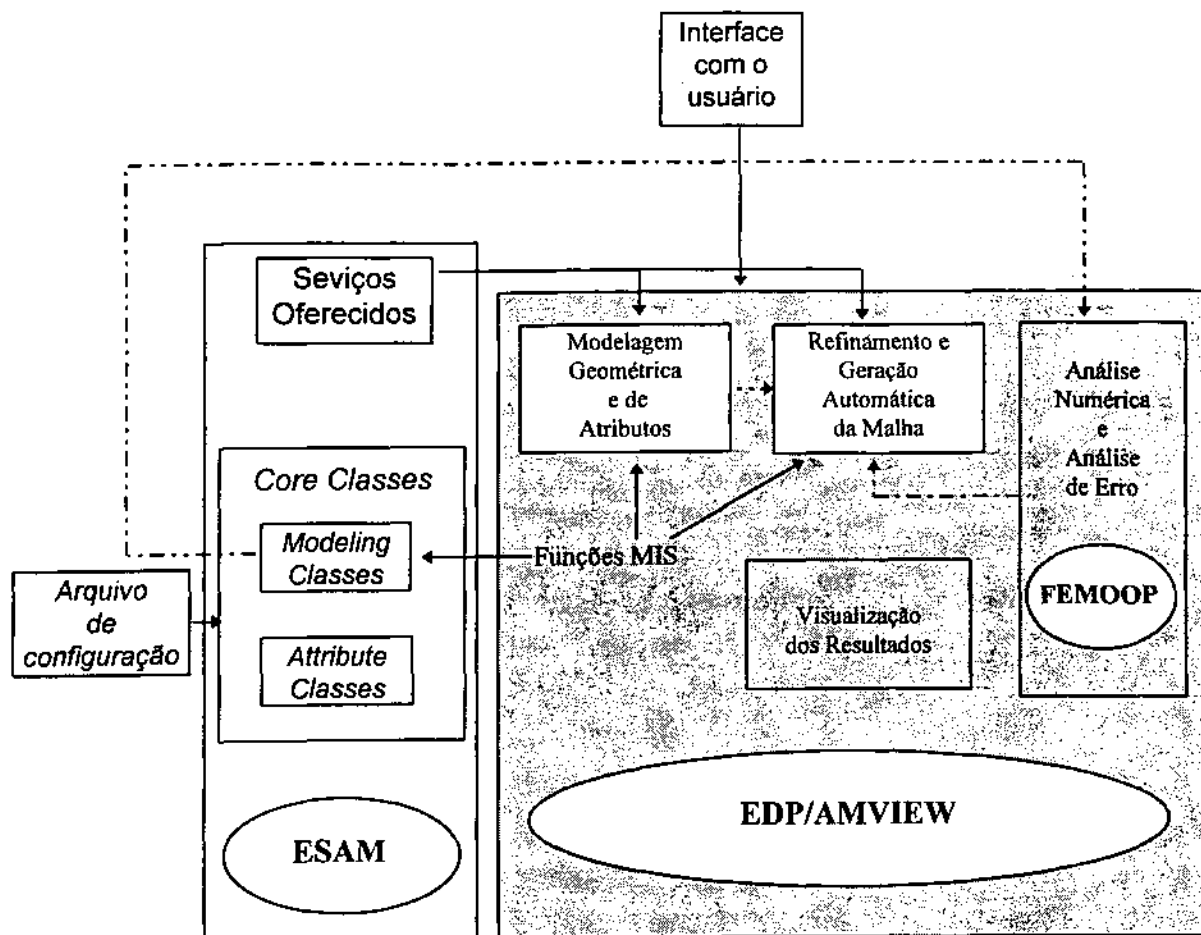 Interface
com o
usuário
Seviços
Oferecidos
Modelagem
Geométrica
e de
Atributos
Refinamento e
Geração
Automática
da Malha
Análise
Numérica
e
Análise
de Erro
Core Classes
Modeling
Classes
Funções MIS
Arquivo
de
configuração
Attribute
Classes
Visualização
dos Resultados
FEMOOP
ESAM
EDP/AMVIEW